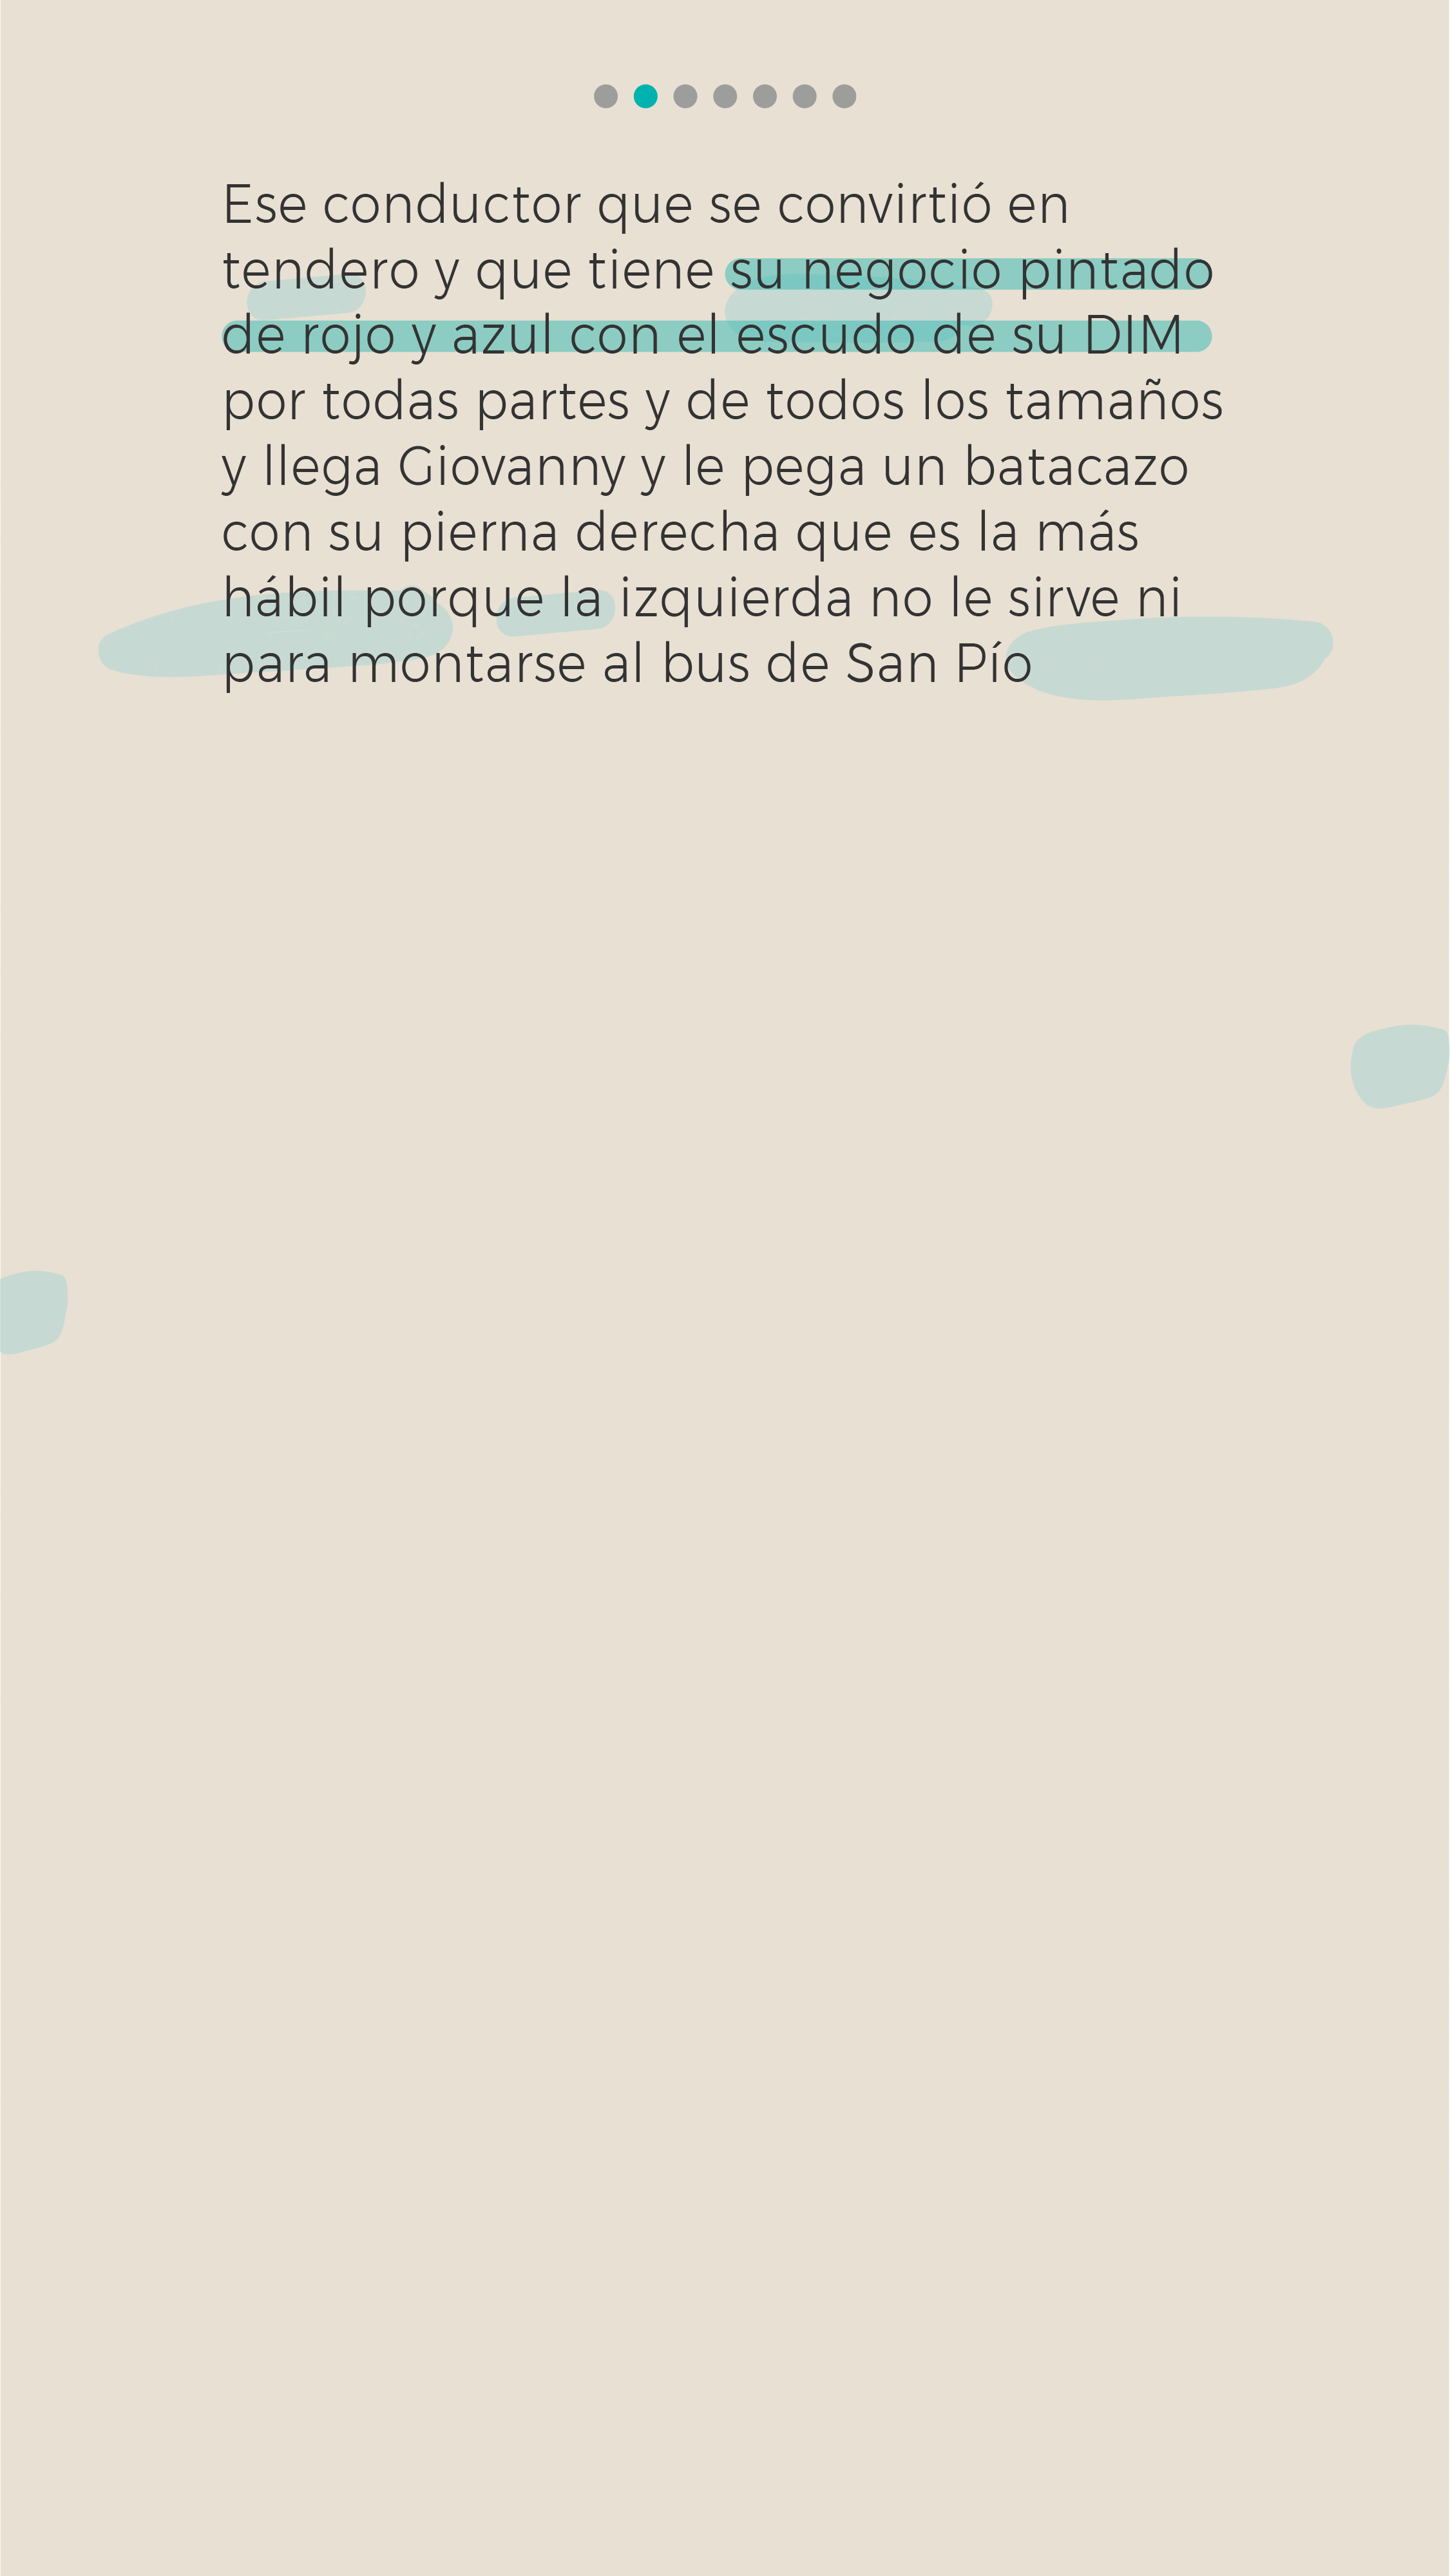 Ese conductor que se convirtió en
tendero y que tiene su negocio pintado
de rojo y azul con el escudo de su DIM
por todas partes y de todos los tamaños
y llega Giovanny y le pega un batacazo
con su pierna derecha que es la más
hábil porque la izquierda no le sirve ni
para montarse al bus de San Pío